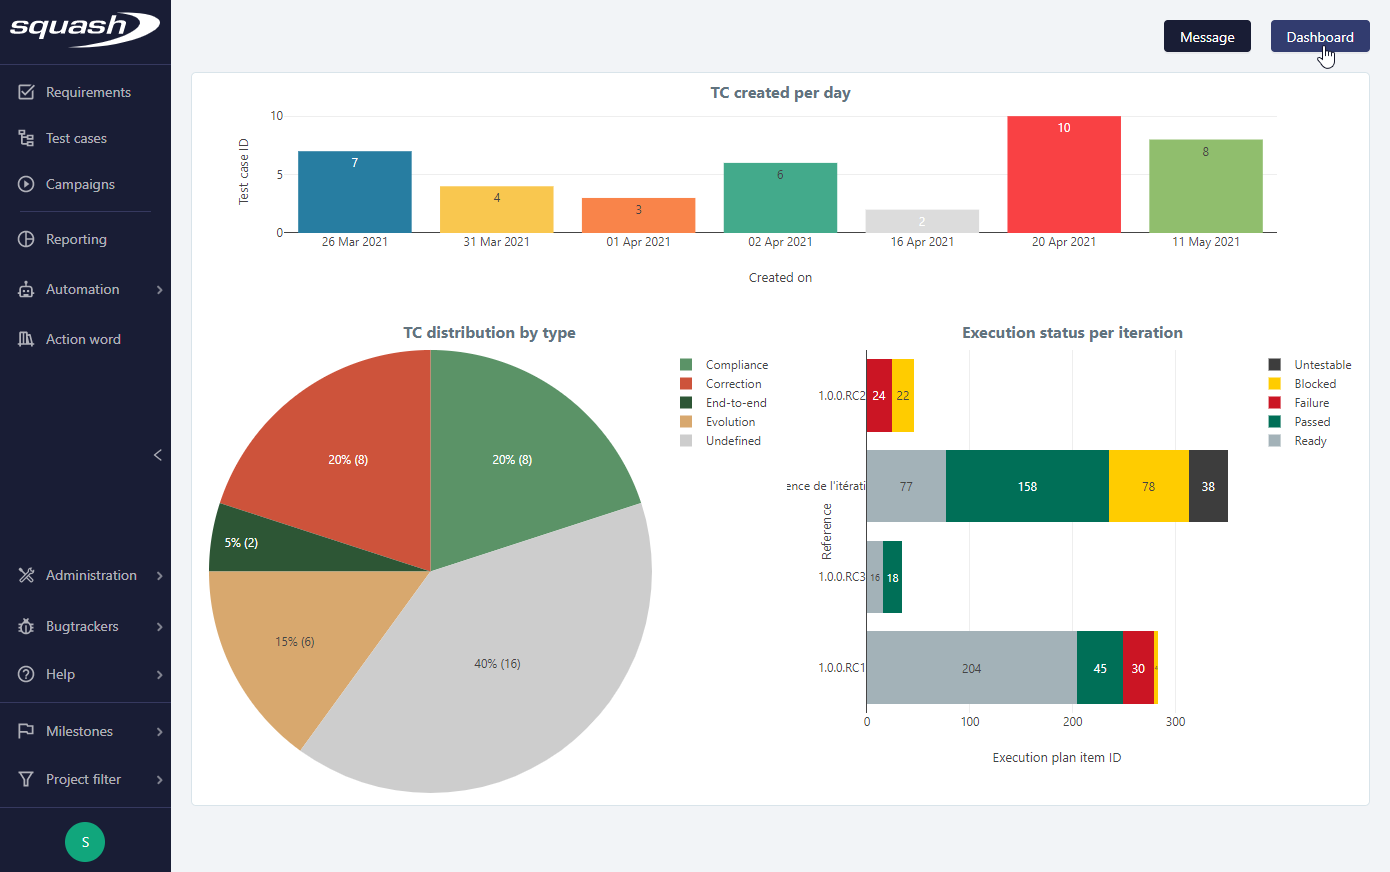 squash
Requirements
Test cases
Campaigns
Reporting
Automation
Action word
Administration
Bugtrackers
Help
Milestones
Project filter
S
Message
Dashboard
TC created per day
Test case ID
10
5
0
7
4
3
6
2
10
8
26 Mar 2021
31 Mar 2021
01 Apr 2021
02 Apr 2021
16 Apr 2021
20 Apr 2021
11 May 2021
Created on
TC distribution by type
20% (8)
20% (8)
5% (2)
15% (6)
40% (16)
Compliance
Correction
End-to-end
Evolution
Undefined
Execution status per iteration
Reference
1.0.0.RC2
24
22
ence de l'itérati
77
158
78
38
1.0.0.RC3
16
18
1.0.0.RC1
204
45
30
0
100
200
300
Execution plan item ID
Untestable
Blocked
Failure
Passed
Ready